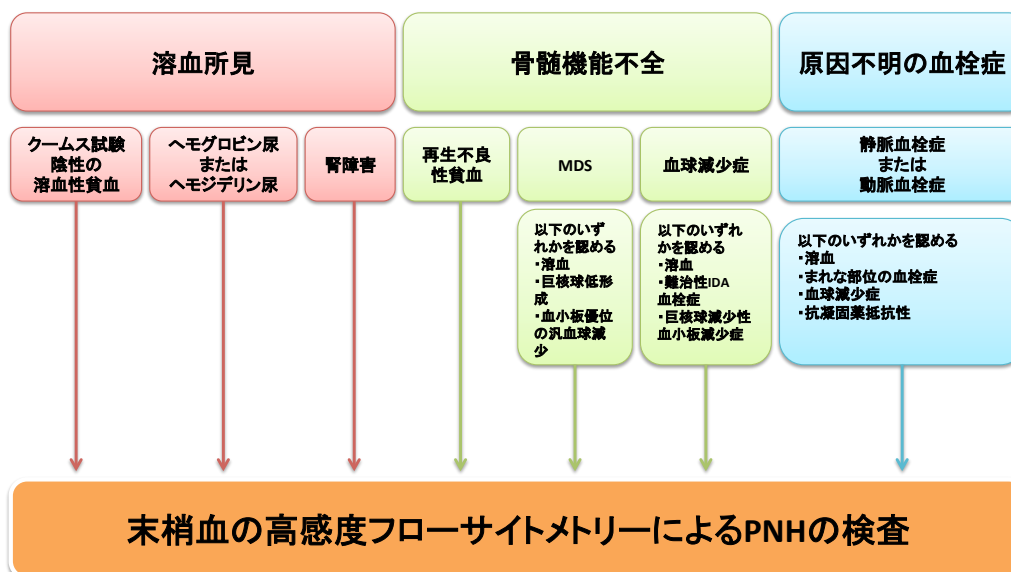 溶血所見
骨髄機能不全
原因不明の血栓症
クームス試験
陰性の
溶血性貧血
ヘモグロビン尿
または
ヘモジデリン尿
腎障害
再生不良
性貧血
MDS
血球減少症
静脈血栓症
または
動脈血栓症
以下のいず
れかを認める
・溶血
・巨核球低形
成
・血小板優位
の汎血球減
少
以下のいずれ
かを認める
・溶血
・難治性IDA
血栓症
・巨核球減少性
血小板減少症
以下のいずれかを認める
・溶血
・まれな部位の血栓症
・血球減少症
・抗凝固薬抵抗性
末梢血の高感度フローサイトメトリーによるPNHの検査